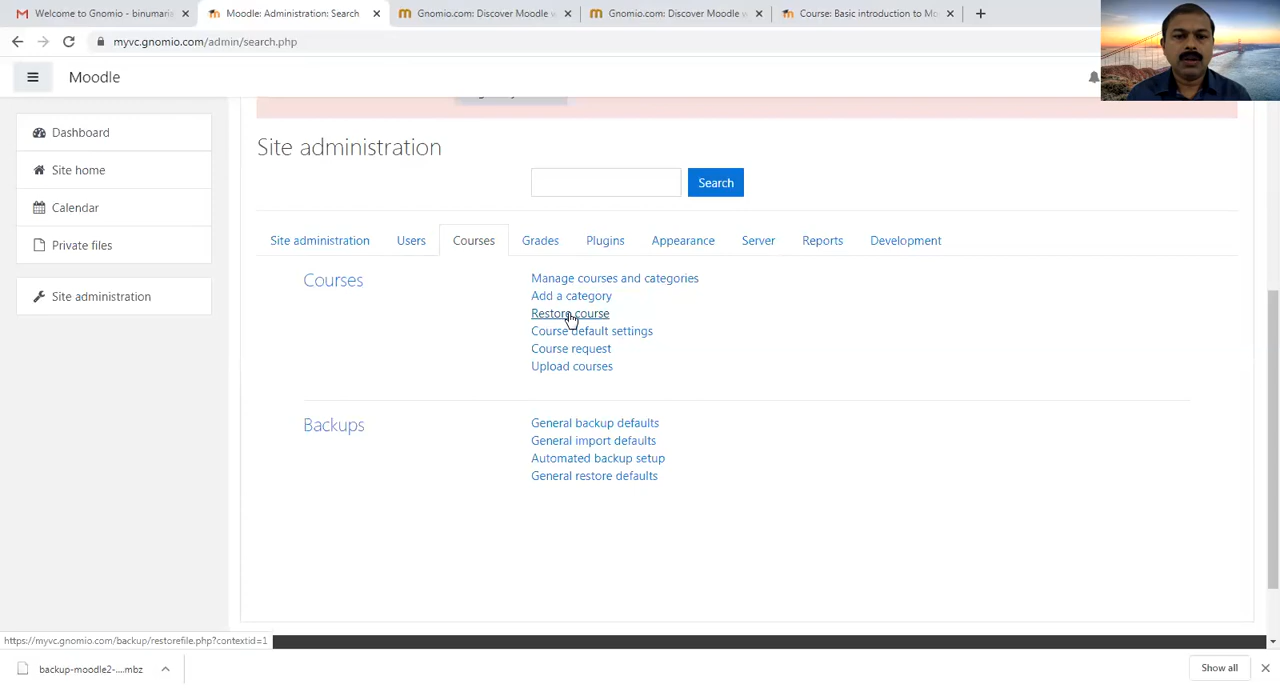 Welcome to Gnomio - binumarie
Moodle: Administration: Search
Gnomio.com: Discover Moodle
Gnomio.com: Discover Moodle
Course: Basic introduction to Mo
myvc.gnomio.com/admin/search.php
Moodle
Dashboard
Site home
Calendar
Private files
Site administration
Site administration
Search
Site administration Users Courses Grades Plugins Appearance Server Reports Development
Courses
Manage courses and categories
Add a category
Restore course
Course default settings
Course request
Upload courses
Backups
General backup defaults
General import defaults
Automated backup setup
General restore defaults
https://myvc.gnomio.com/backup/restorefile.php?contextid=1
backup-moodle2-....mbz
Show all